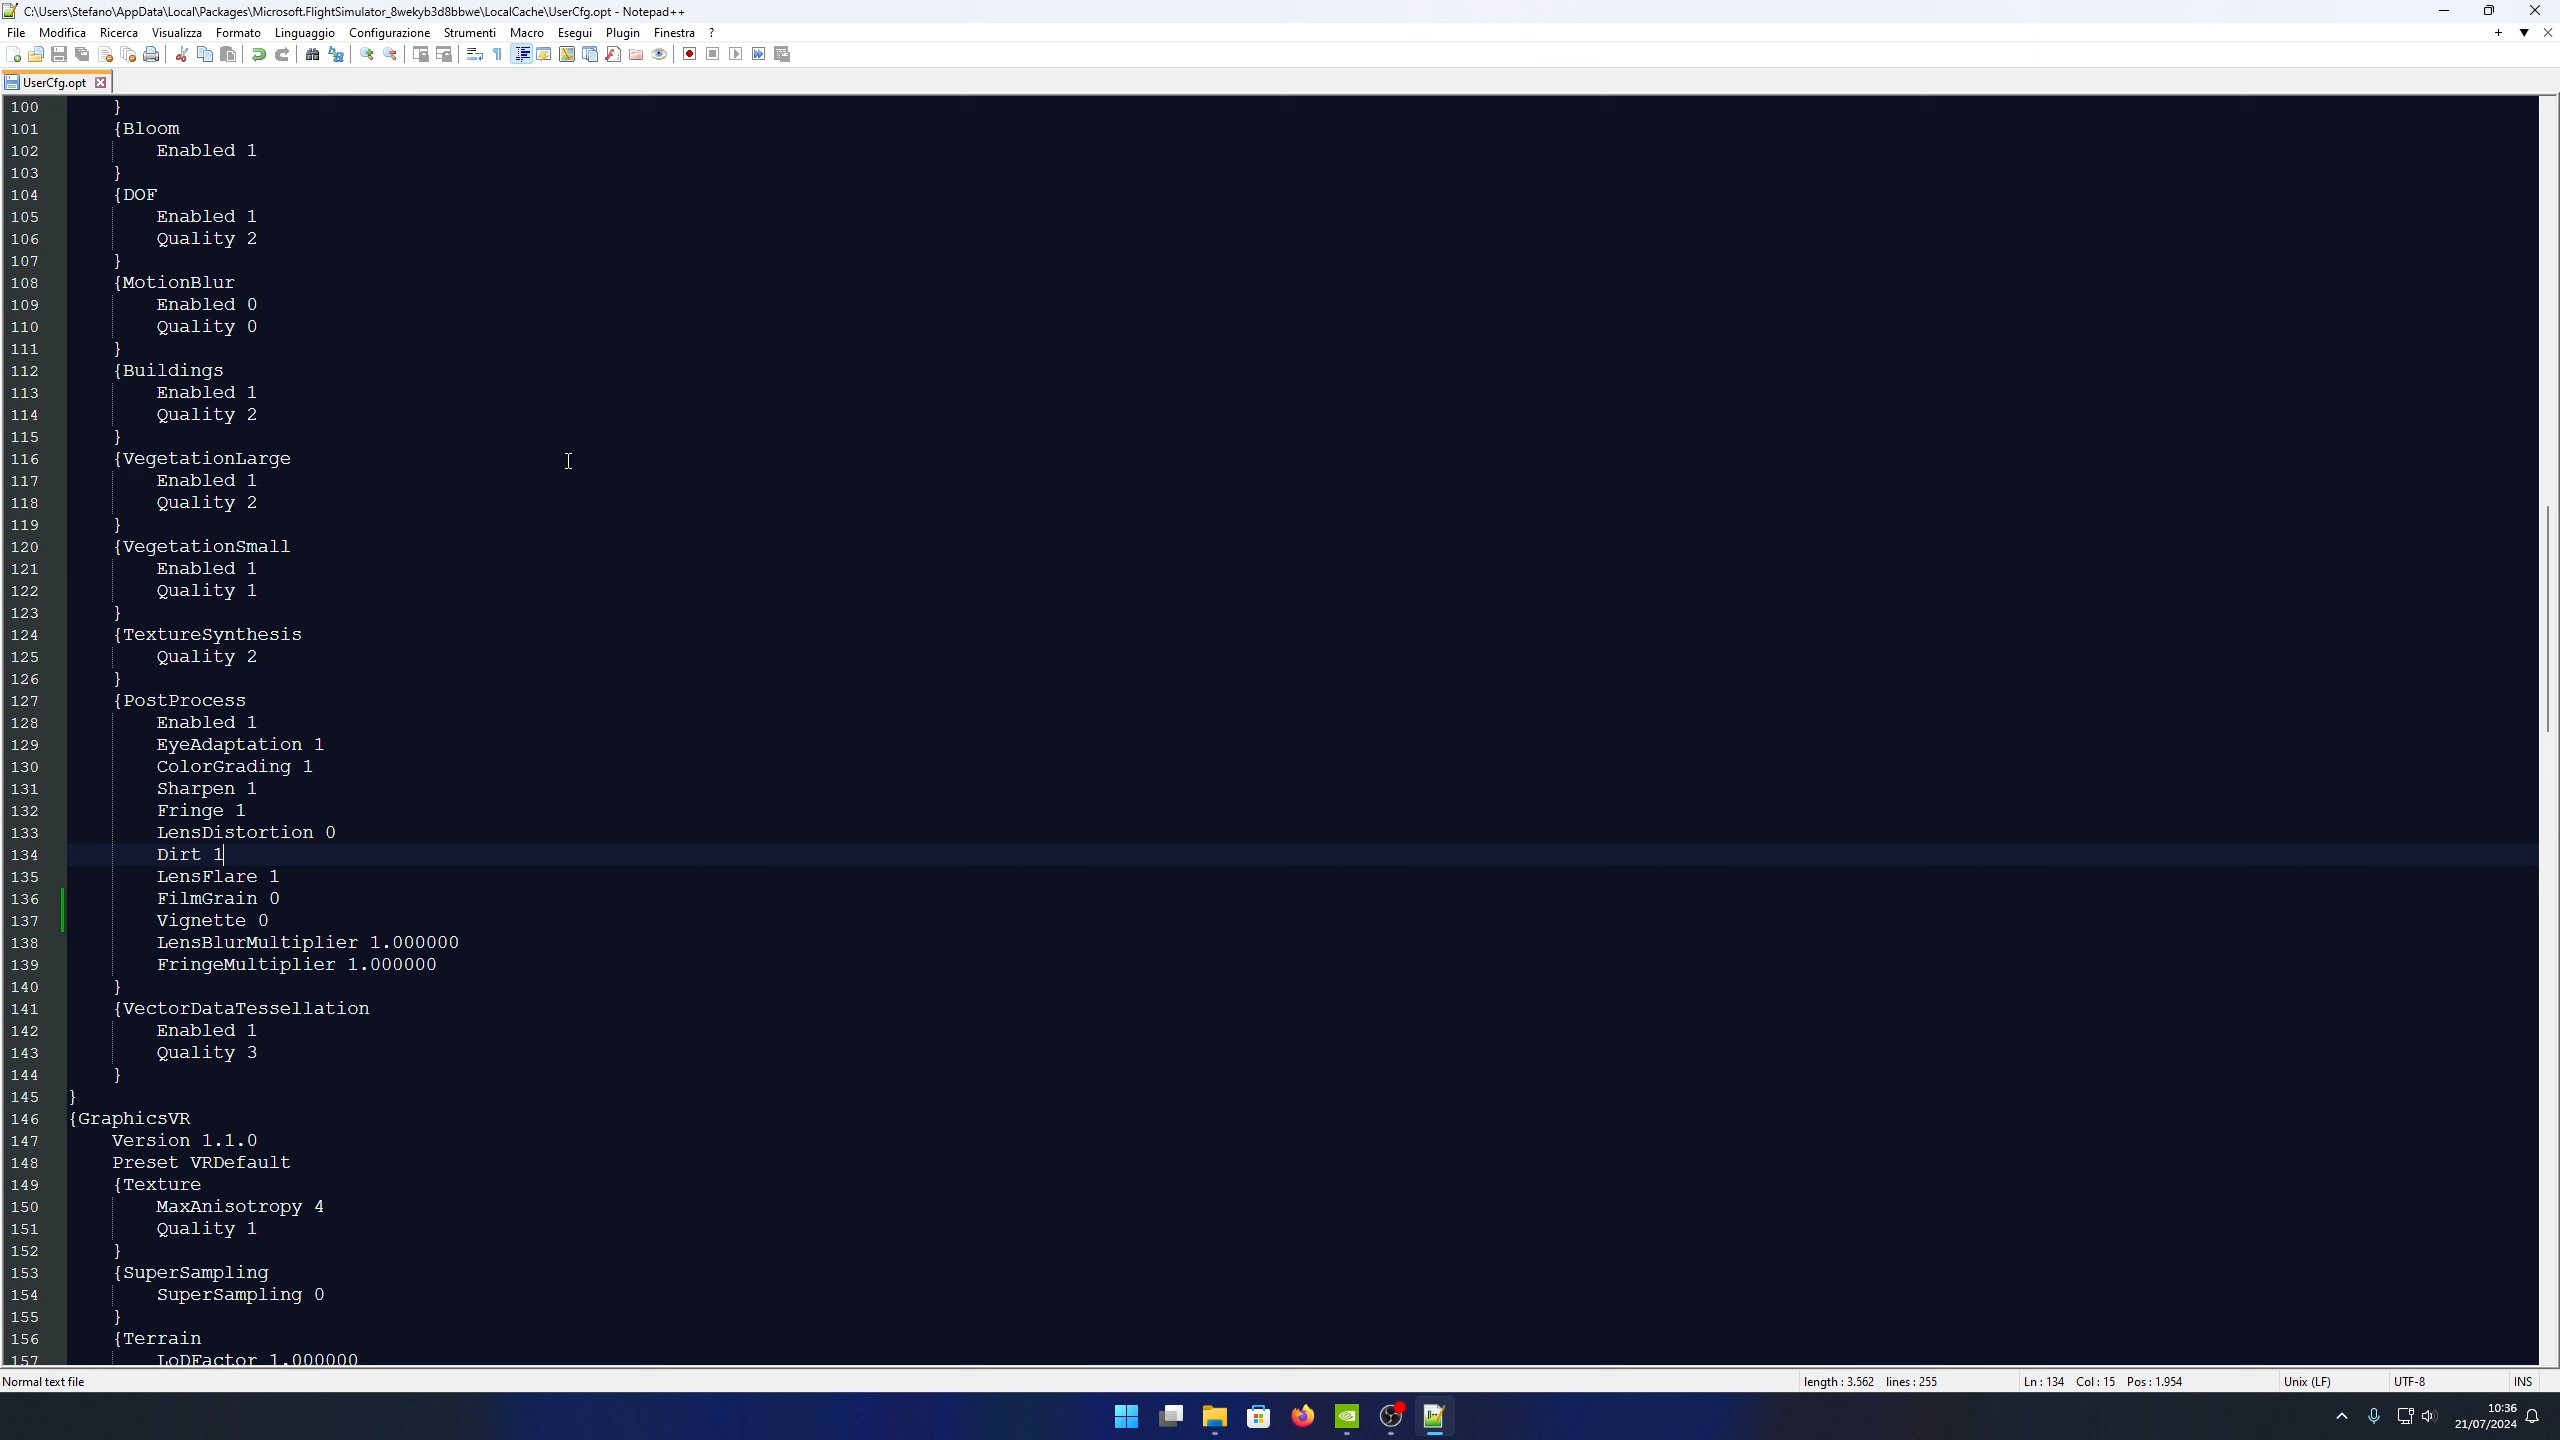 C:\Users\Stefano\AppData\Local\Packages\Microsoft.FlightSimulator_8wekyb3d8bbwe\LocalCache\UserCfg.opt - Notepad++
File Modifica Ricerca Visualizza Formato Linguaggio Configurazione Strumenti Macro Esegui Plugin Finestra ?
UserCfg.opt
100 }
101 {Bloom
102 Enabled 1
103 }
104 {DOF
105 Enabled 1
106 Quality 2
107 }
108 {MotionBlur
109 Enabled 0
110 Quality 0
111 }
112 {Buildings
113 Enabled 1
114 Quality 2
115 }
116 {VegetationLarge
117 Enabled 1
118 Quality 2
119 }
120 {VegetationSmall
121 Enabled 1
122 Quality 1
123 }
124 {TextureSynthesis
125 Quality 2
126 }
127 {PostProcess
128 Enabled 1
129 EyeAdaptation 1
130 ColorGrading 1
131 Sharpen 1
132 Fringe 1
133 LensDistortion 0
134 Dirt 1
135 LensFlare 1
136 FilmGrain 0
137 Vignette 0
138 LensBlurMultiplier 1.000000
139 FringeMultiplier 1.000000
140 }
141 {VectorDataTessellation
142 Enabled 1
143 Quality 3
144 }
145 }
146 {GraphicsVR
147 Version 1.1.0
148 Preset VRDefault
149 {Texture
150 MaxAnisotropy 4
151 Quality 1
152 }
153 {SuperSampling
154 SuperSampling 0
155 }
156 {Terrain
157 LoDFactor 1.000000
Normal text file length : 3.562 lines : 255 Ln : 134 Col : 15 Pos : 1.954 Unix (LF) UTF-8 INS
10:36
21/07/2024